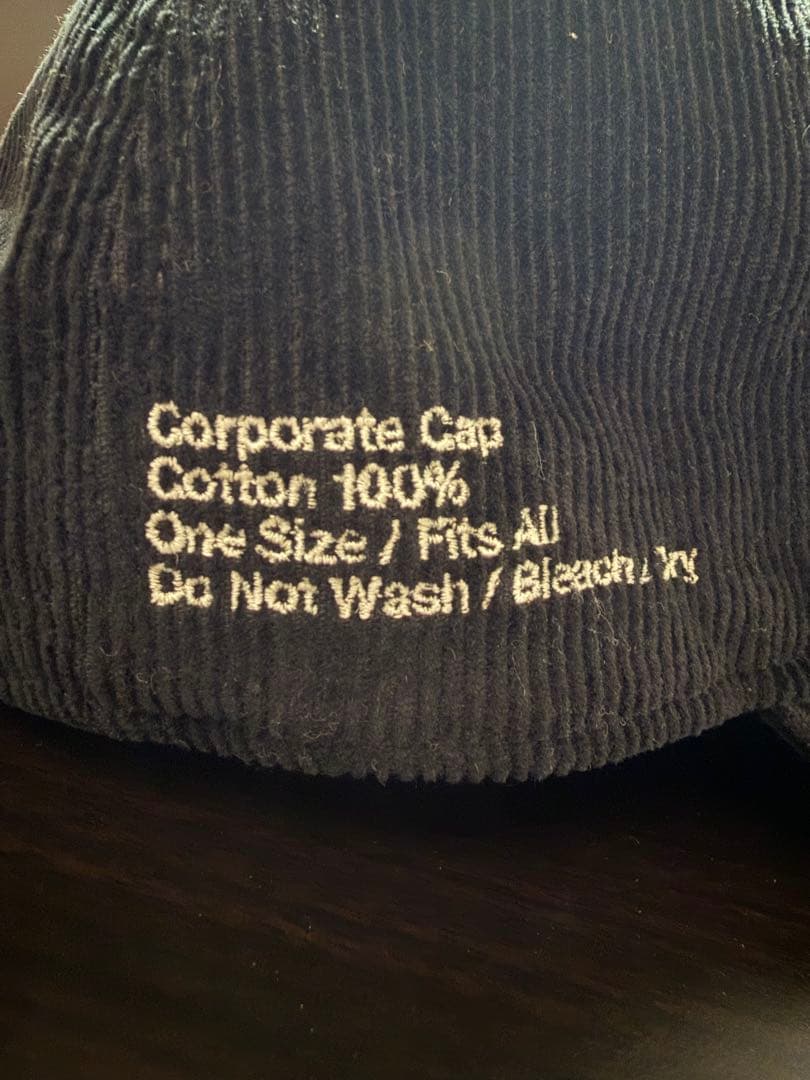 Corporate Cap
Cotton 100%
One Size / Fits All
Do Not Wash / Bleach /